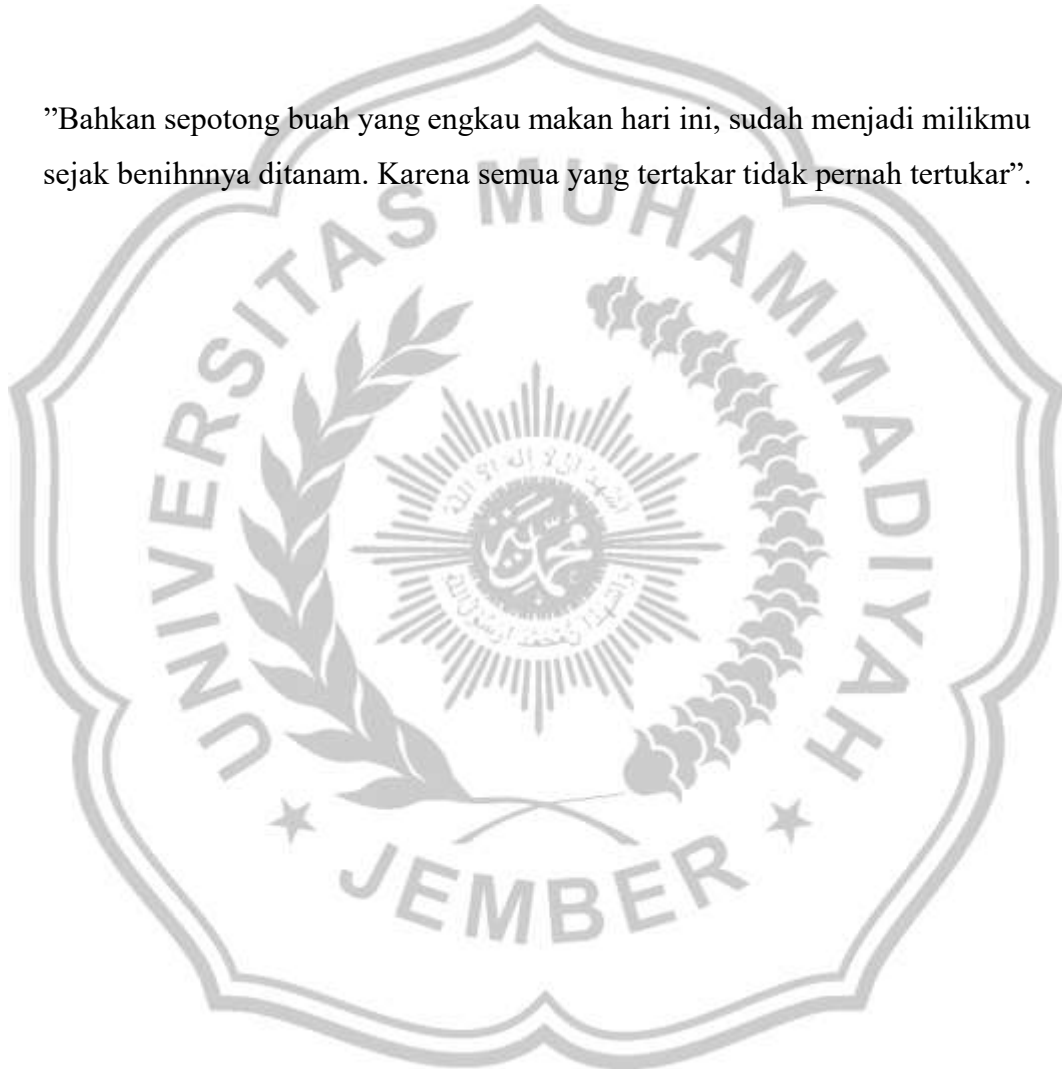 ”Bahkan sepotong buah yang engkau makan hari ini, sudah menjadi milikmu
sejak benihnnya ditanam. Karena semua yang tertakar tidak pernah tertukar”.
UNIVERSITAS MUHAMMADIYAH
JEMBER